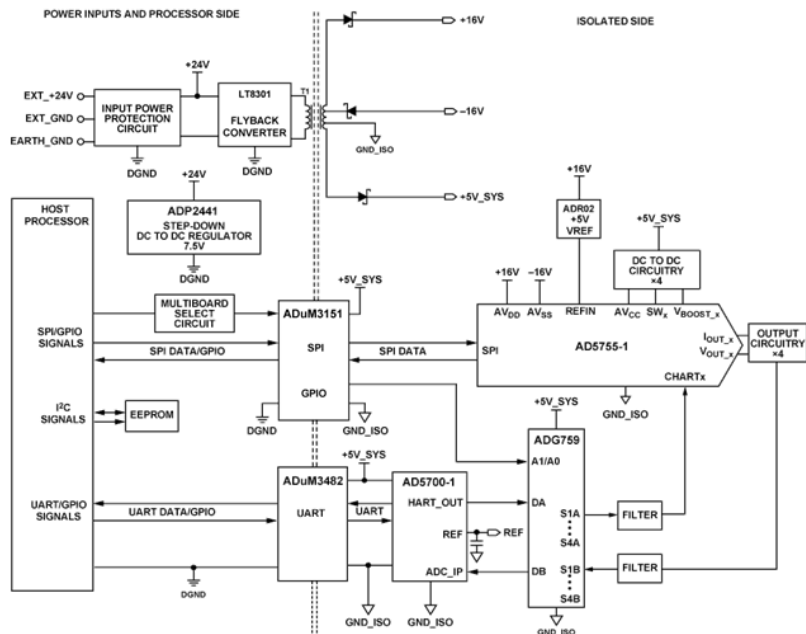 POWER INPUTS AND PROCESSOR SIDE
ISOLATED SIDE
+16V
+24V
EXT_+24V
EXT_GND
EARTH_GND
INPUT POWER
PROTECTION
CIRCUIT
LT8301
FLYBACK
CONVERTER
T1
–16V
GND_ISO
DGND
DGND
+5V_SYS
+24V
ADP2441
STEP-DOWN
DC TO DC REGULATOR
7.5V
DGND
+16V
ADR02
+5V
VREF
+5V_SYS
DC TO DC
CIRCUITRY
×4
HOST
PROCESSOR
MULTIBOARD
SELECT
CIRCUIT
+5V_SYS
ADuM3151
SPI
GPIO
SPI/GPIO
SIGNALS
SPI DATA/GPIO
SPI DATA
+16V
–16V
AVDD
AVSS
REFIN
AVCC
SWx
VBOOST_x
SPI
AD5755-1
IOUT_x
VOUT_x
CHARTx
OUTPUT
CIRCUITRY
×4
GND_ISO
I2C
SIGNALS
EEPROM
DGND
GND_ISO
+5V_SYS
ADG759
A1/A0
DA
DB
S1A
S4A
S1B
S4B
GND_ISO
FILTER
FILTER
+5V_SYS
ADuM3482
UART
UART/GPIO
SIGNALS
UART DATA/GPIO
UART
AD5700-1
HART_OUT
REF
REF
ADC_IP
DGND
GND_ISO
GND_ISO